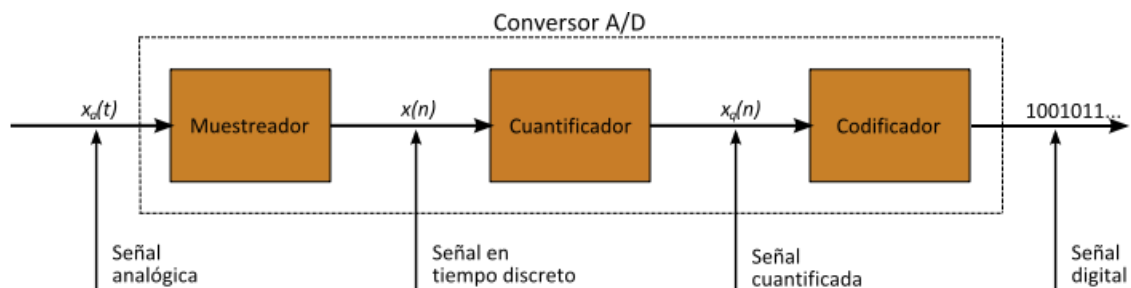 Conversor A/D
xa(t)
Muestreador
x(n)
Cuantificador
xq(n)
Codificador
1001011...
Señal
analógica
Señal en
tiempo discreto
Señal
cuantificada
Señal
digital